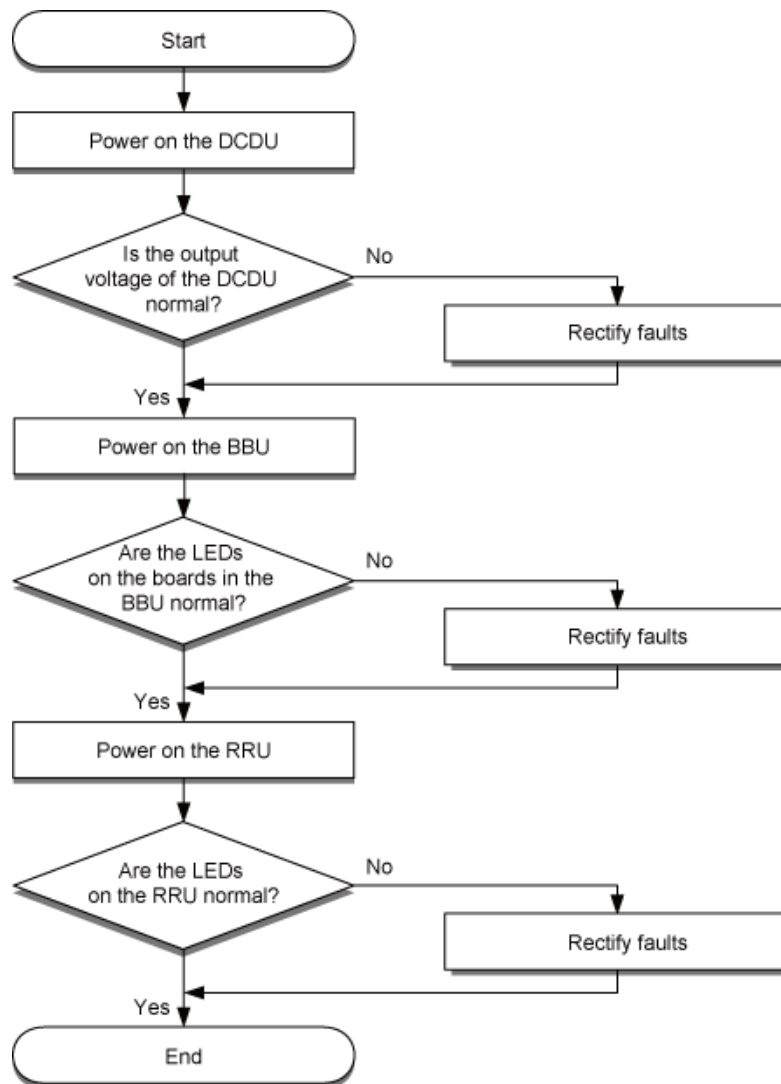 Start
Power on the DCDU
Is the output
voltage of the DCDU
normal?
No
Rectify faults
Yes
Power on the BBU
Are the LEDs
on the boards in the
BBU normal?
No
Rectify faults
Yes
Power on the RRU
Are the LEDs
on the RRU normal?
No
Rectify faults
Yes
End